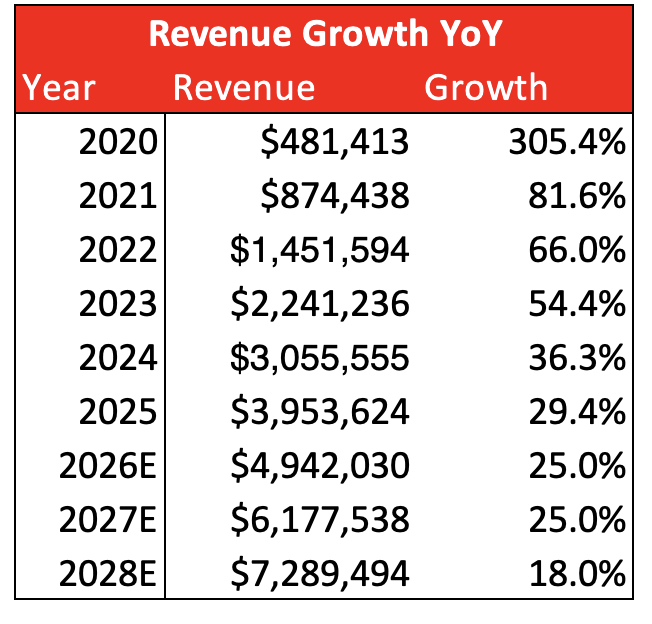 Revenue Growth YoY
Year Revenue Growth
2020 $481,413 305.4%
2021 $874,438 81.6%
2022 $1,451,594 66.0%
2023 $2,241,236 54.4%
2024 $3,055,555 36.3%
2025 $3,953,624 29.4%
2026E $4,942,030 25.0%
2027E $6,177,538 25.0%
2028E $7,289,494 18.0%